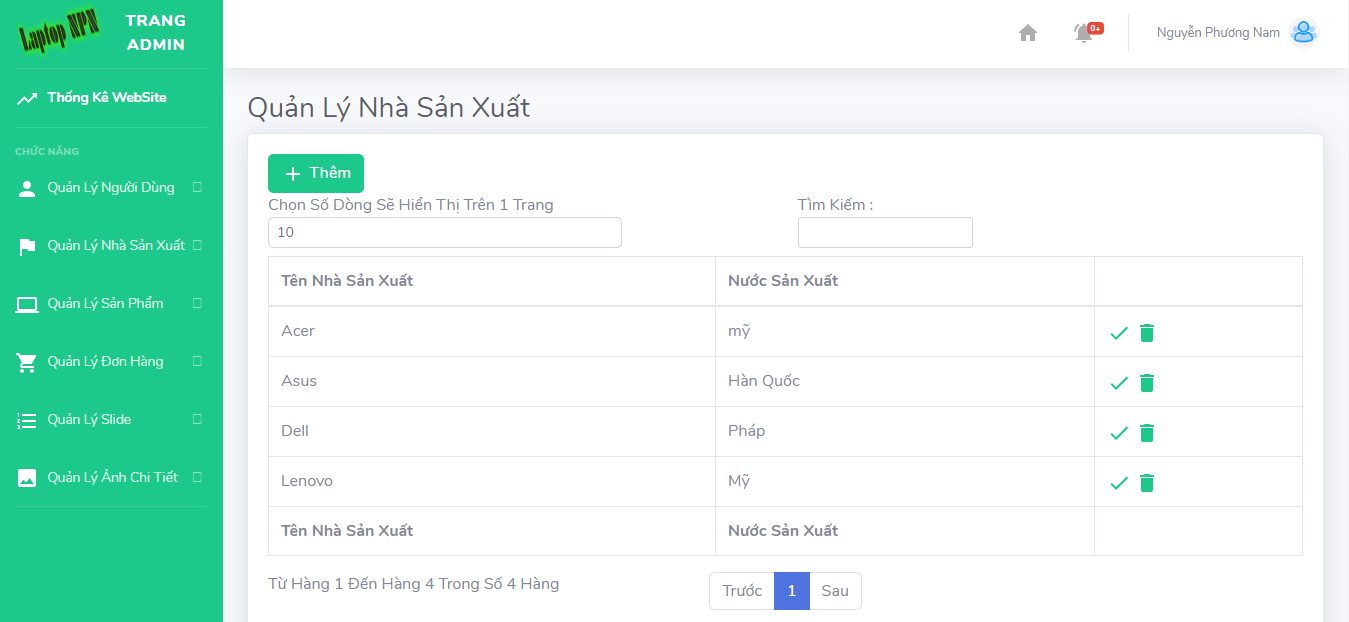 Laptop NPN
TRANG
ADMIN
0+
Nguyễn Phương Nam
Thống Kê WebSite
CHỨC NĂNG
Quản Lý Người Dùng
Quản Lý Nhà Sản Xuất
Quản Lý Sản Phẩm
Quản Lý Đơn Hàng
Quản Lý Slide
Quản Lý Ảnh Chi Tiết
Quản Lý Nhà Sản Xuất
Thêm
Chọn Số Dòng Sẽ Hiển Thị Trên 1 Trang
Tìm Kiếm :
10
Tên Nhà Sản Xuất Nước Sản Xuất
Acer mỹ
Asus Hàn Quốc
Dell Pháp
Lenovo Mỹ
Tên Nhà Sản Xuất Nước Sản Xuất
Từ Hàng 1 Đến Hàng 4 Trong Số 4 Hàng
Trước 1 Sau